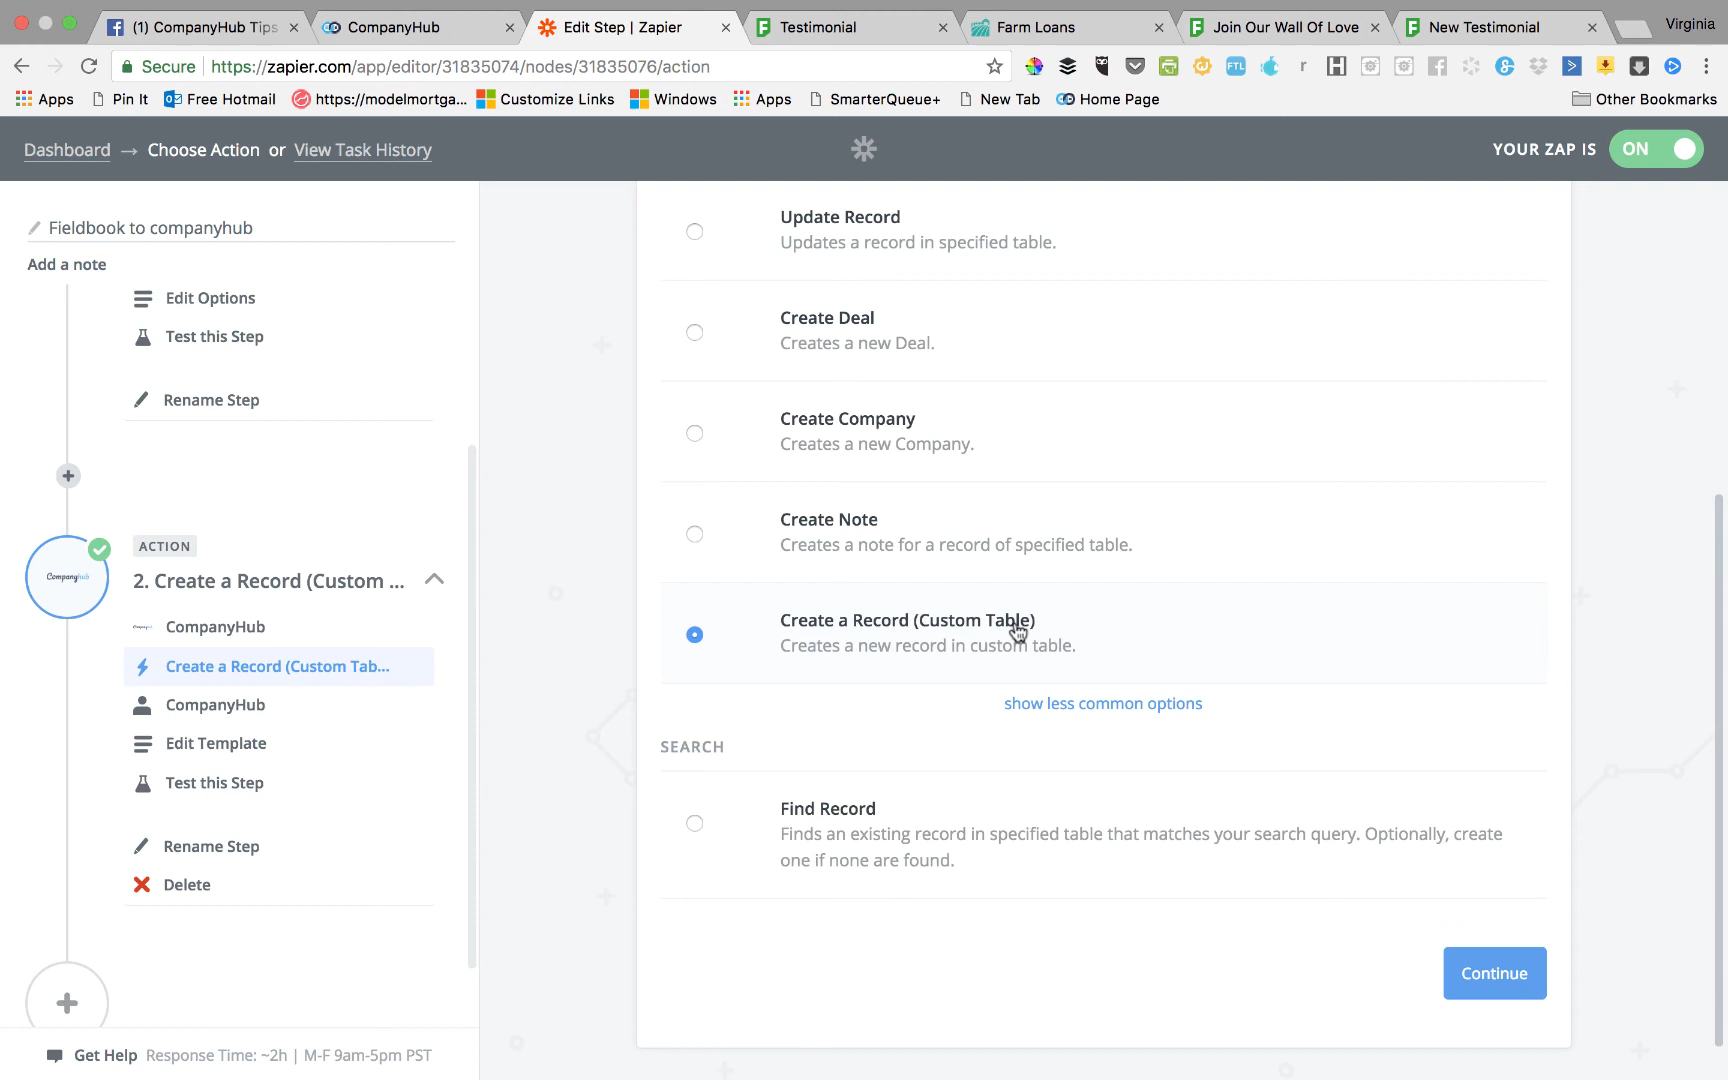 (1) CompanyHub Tips
CompanyHub
Edit Step | Zapier
Testimonial
Farm Loans
Join Our Wall Of Love
New Testimonial
Virginia
Secure
https://zapier.com/app/editor/31835074/nodes/31835076/action
Apps
Pin It
Free Hotmail
https://modelmortga...
Customize Links
Windows
Apps
SmarterQueue+
New Tab
Home Page
Other Bookmarks
Dashboard → Choose Action or View Task History
YOUR ZAP IS ON
Fieldbook to companyhub
Add a note
Edit Options
Test this Step
Rename Step
ACTION
Companyhub
2. Create a Record (Custom ...
CompanyHub
Create a Record (Custom Tab...
CompanyHub
Edit Template
Test this Step
Rename Step
Delete
Get Help Response Time: ~2h | M-F 9am-5pm PST
Update Record
Updates a record in specified table.
Create Deal
Creates a new Deal.
Create Company
Creates a new Company.
Create Note
Creates a note for a record of specified table.
Create a Record (Custom Table)
Creates a new record in custom table.
show less common options
SEARCH
Find Record
Finds an existing record in specified table that matches your search query. Optionally, create
one if none are found.
Continue